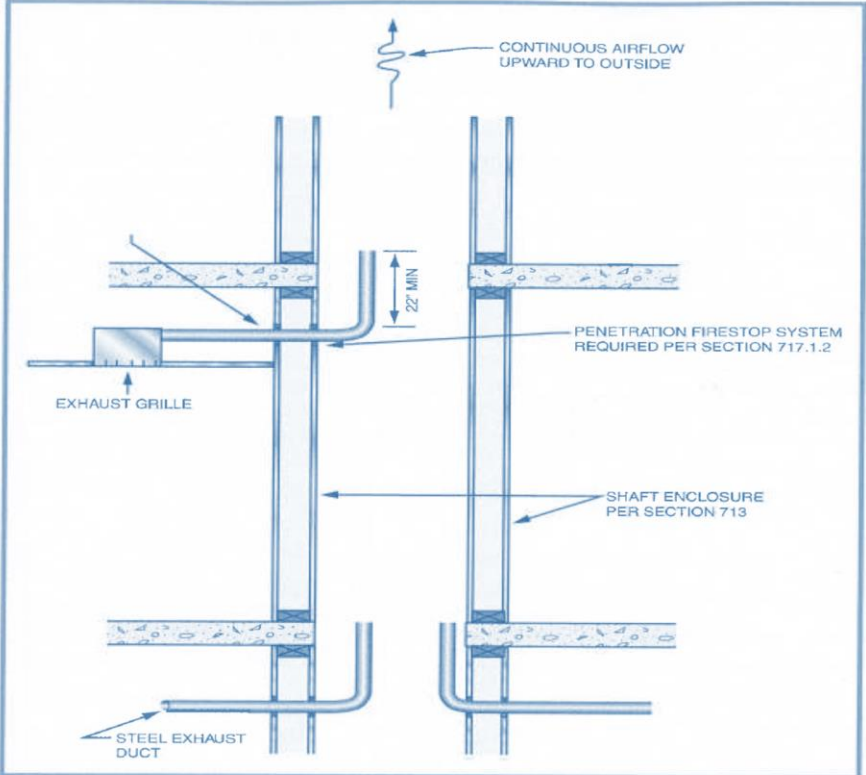 CONTINUOUS AIRFLOW
UPWARD TO OUTSIDE
22" MIN
PENETRATION FIRESTOP SYSTEM
REQUIRED PER SECTION 717.1.2
EXHAUST GRILLE
SHAFT ENCLOSURE
PER SECTION 713
STEEL EXHAUST
DUCT